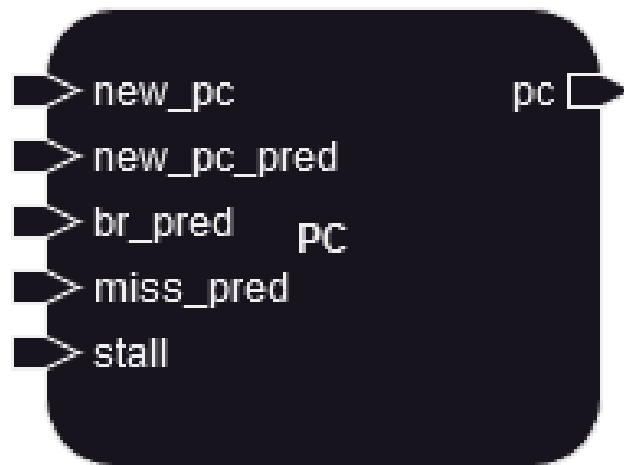 new_pc pc
new_pc_pred
br_pred
PC
miss_pred
stall